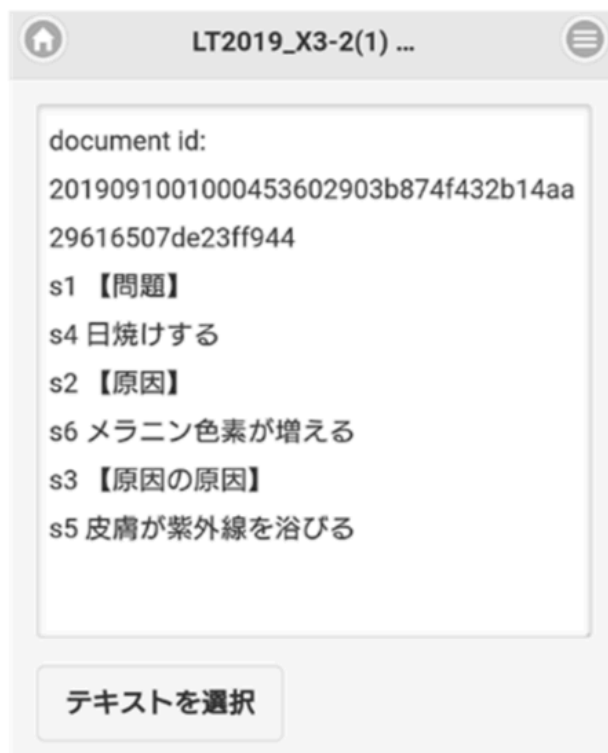 LT2019_X3-2(1) ...
document id:
2019091001000453602903b874f432b14aa
29616507de23ff944
s1 【問題】
s4 日焼けする
s2 【原因】
s6 メラニン色素が増える
s3 【原因の原因】
s5 皮膚が紫外線を浴びる
テキストを選択